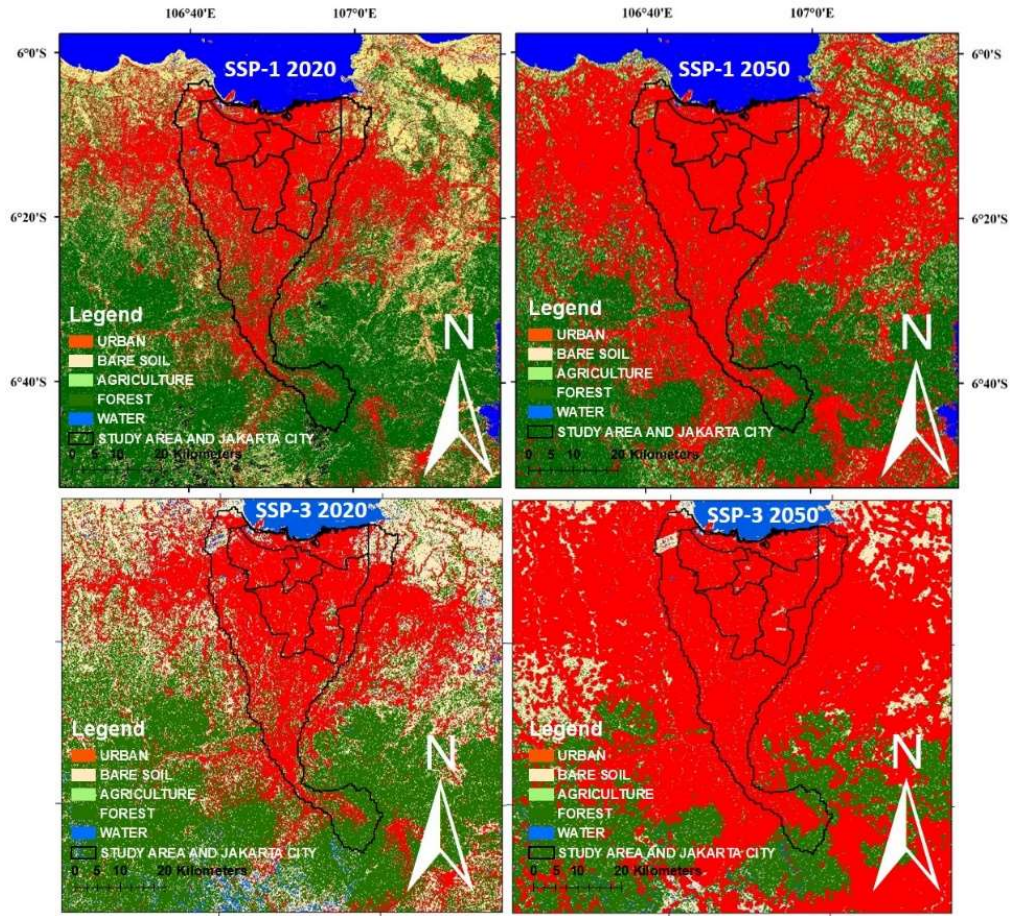 106°40'E 107°0'E 106°40'E 107°0'E
6°0'S SSP-1 2020 SSP-1 2050 6°0'S
6°20'S 6°20'S
6°40'S 6°40'S
Legend
URBAN
BARE SOIL
AGRICULTURE
FOREST
WATER
STUDY AREA AND JAKARTA CITY
0 5 10 20 Kilometers
N
Legend
URBAN
BARE SOIL
AGRICULTURE
FOREST
WATER
STUDY AREA AND JAKARTA CITY
0 5 10 20 Kilometers
N
SSP-3 2020
Legend
URBAN
BARE SOIL
AGRICULTURE
FOREST
WATER
STUDY AREA AND JAKARTA CITY
0 5 10 20 Kilometers
N
SSP-3 2050
Legend
URBAN
BARE SOIL
AGRICULTURE
FOREST
WATER
STUDY AREA AND JAKARTA CITY
0 5 10 20 Kilometers
N